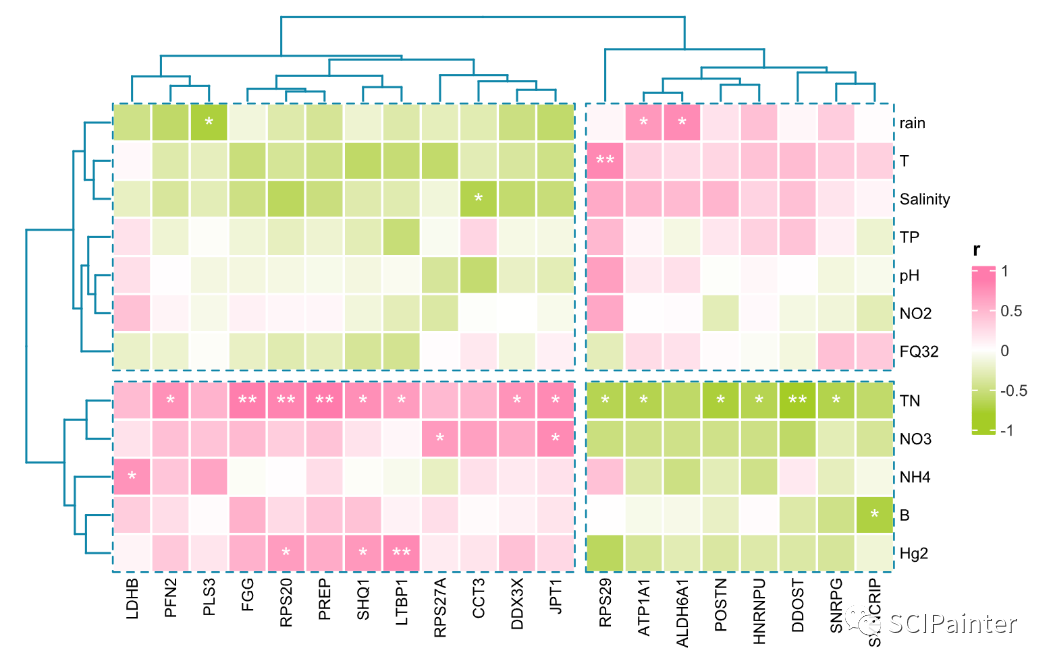 *
* *
rain
**
T
*
Salinity
TP
r
1
0.5
0
-0.5
-1
pH
NO2
FQ32
* ** ** ** * * * * * * * * ** *
TN
* *
NO3
*
NH4
*
B
* * **
Hg2
LDHB
PFN2
PLS3
FGG
RPS20
PREP
SHQ1
LTBP1
RPS27A
CCT3
DDX3X
JPT1
RPS29
ATP1A1
ALDH6A1
POSTN
HNRNPU
DDOST
SNRPG
SCIPainter